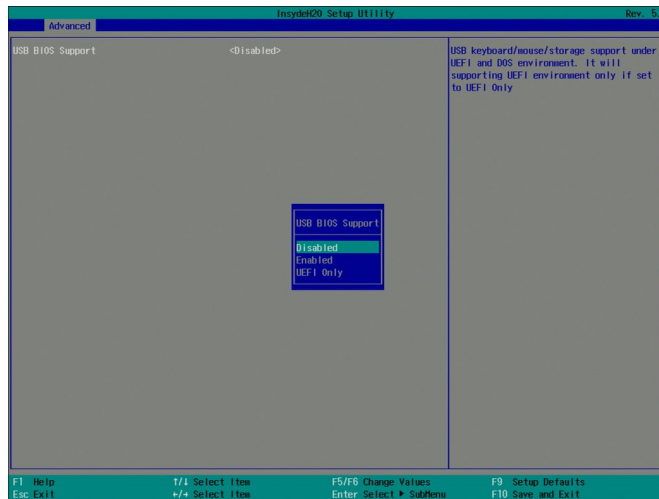 InsydeH20 Setup Utility
Rev. 5.
Advanced
USB BIOS Support
<Disabled>
USB keyboard/mouse/storage support under
UEFI and DOS environment. It will
supporting UEFI environment only if set
to UEFI Only
USB BIOS Support
Disabled
Enabled
UEFI Only
F1 Help
↑/↓ Select Item
F5/F6 Change Values
F9 Setup Defaults
Esc Exit
←/→ Select Item
Enter Select ▶ SubMenu
F10 Save and Exit